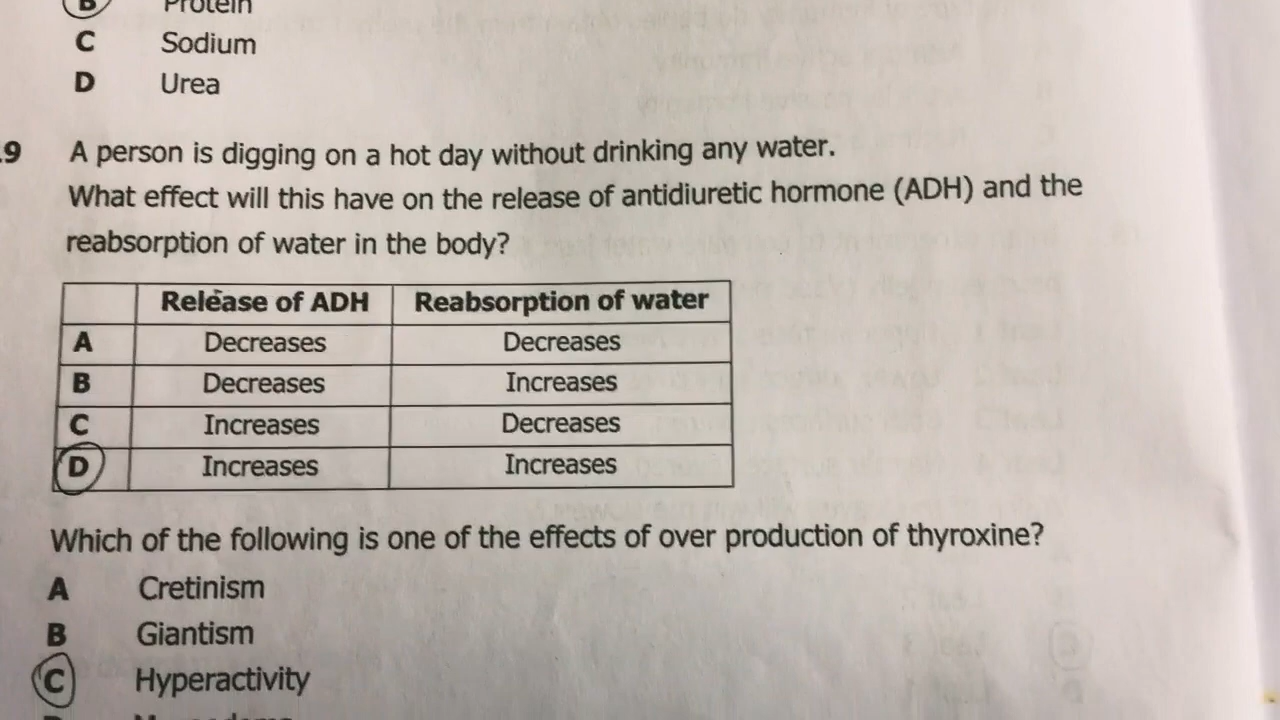 B Protein
C Sodium
D Urea
.9 A person is digging on a hot day without drinking any water.
What effect will this have on the release of antidiuretic hormone (ADH) and the
reabsorption of water in the body?
Release of ADH Reabsorption of water
A Decreases Decreases
B Decreases Increases
C Increases Decreases
D Increases Increases
Which of the following is one of the effects of over production of thyroxine?
A Cretinism
B Giantism
C Hyperactivity